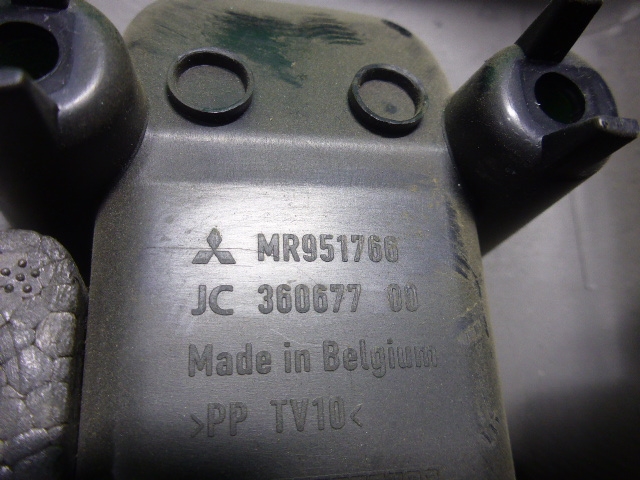 MR951766
JC 360677 00
Made in Belgium
>PP TV10<